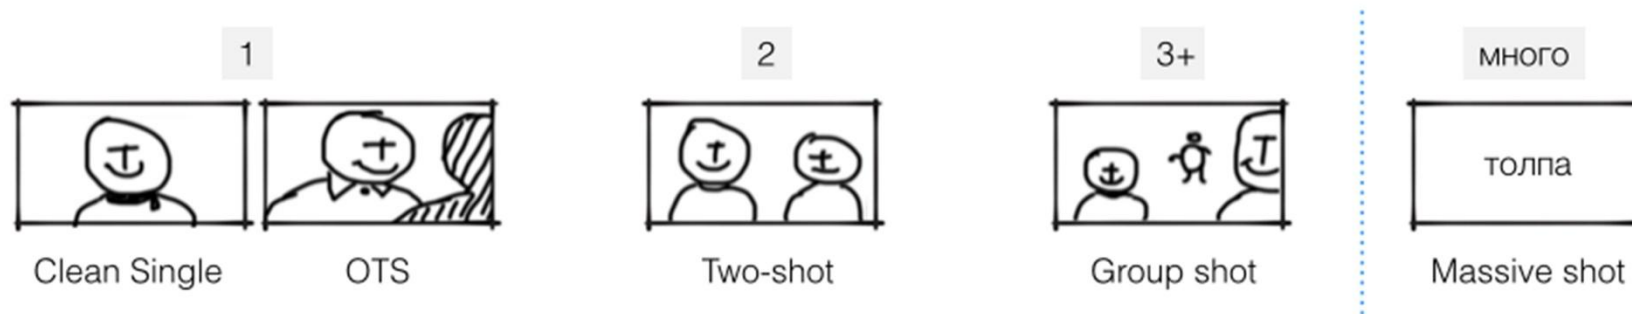 1
2
3+
много
толпа
Clean Single
OTS
Two-shot
Group shot
Massive shot